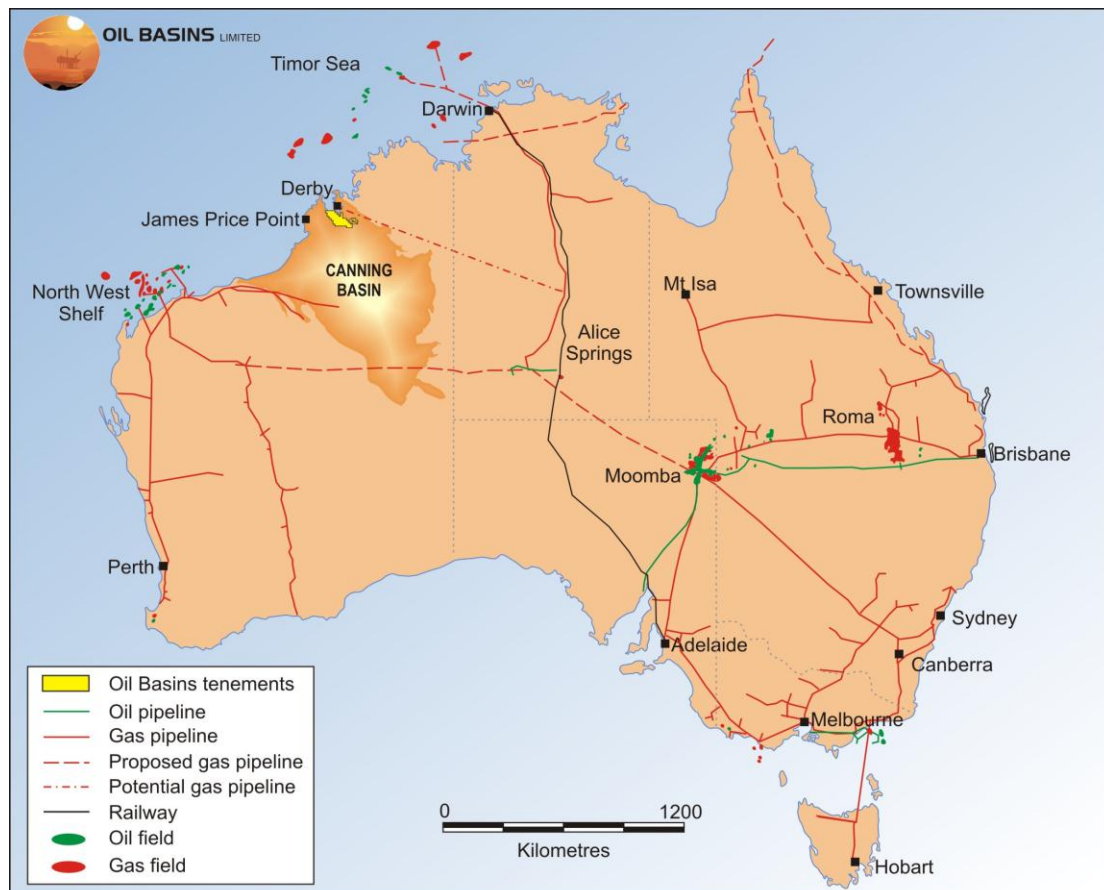 OIL BASINS LIMITED
Timor Sea
Darwin
Derby
James Price Point
CANNING
BASIN
North West
Shelf
Mt Isa
Townsville
Alice
Springs
Roma
Brisbane
Moomba
Perth
Sydney
Adelaide
Canberra
Melbourne
Hobart
Oil Basins tenements
Oil pipeline
Gas pipeline
Proposed gas pipeline
Potential gas pipeline
Railway
Oil field
Gas field
0 1200
Kilometres